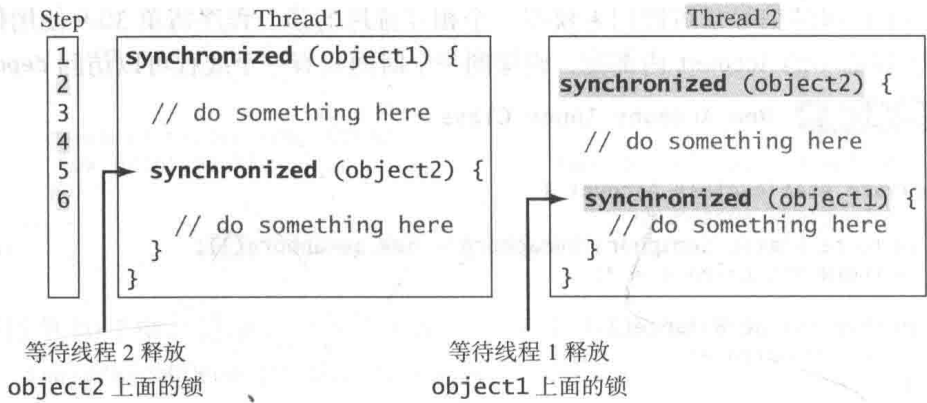 Step
1
2
3
4
5
6
Thread 1
synchronized (object1) {
// do something here
synchronized (object2) {
// do something here
}
}
Thread 2
synchronized (object2) {
// do something here
synchronized (object1) {
// do something here
}
}
等待线程 2 释放
object2 上面的锁
、
等待线程 1 释放
object1 上面的锁